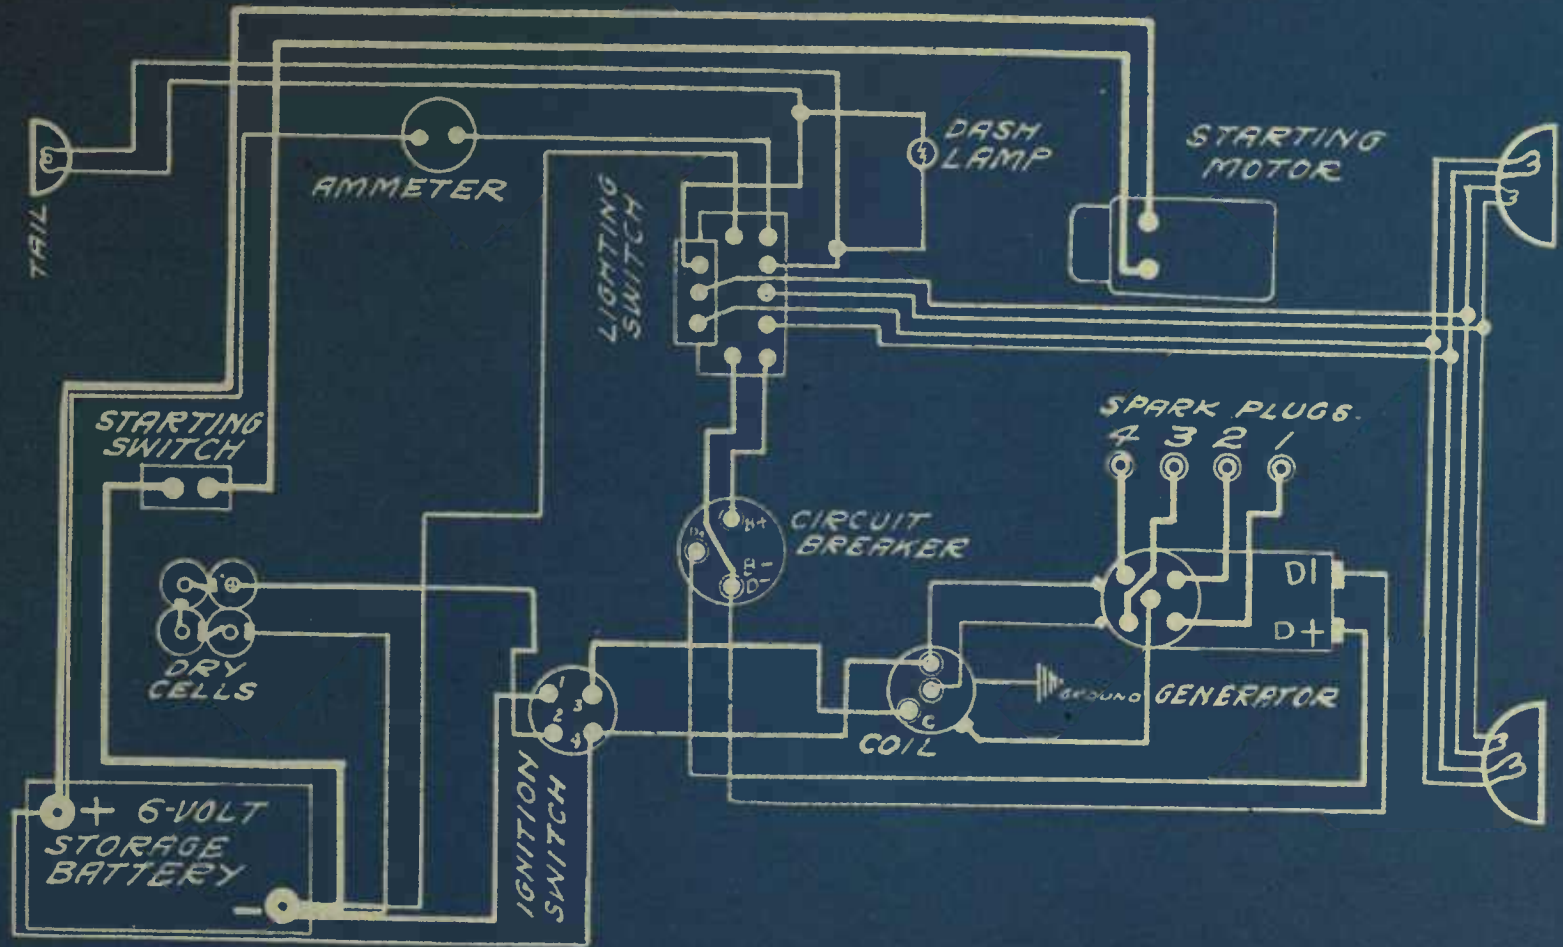 DASH
LAMP
STARTING
MOTOR
AMMETER
TAIL
LIGHTING
SWITCH
STARTING
SWITCH
SPARK PLUGS.
4 3 2 1
CIRCUIT
BREAKER
B+
B-
D-
D1
D+
DRY
CELLS
1
2
3
4
GROUND
GENERATOR
C
COIL
IGNITION
SWITCH
+ 6-VOLT
STORAGE
BATTERY
-